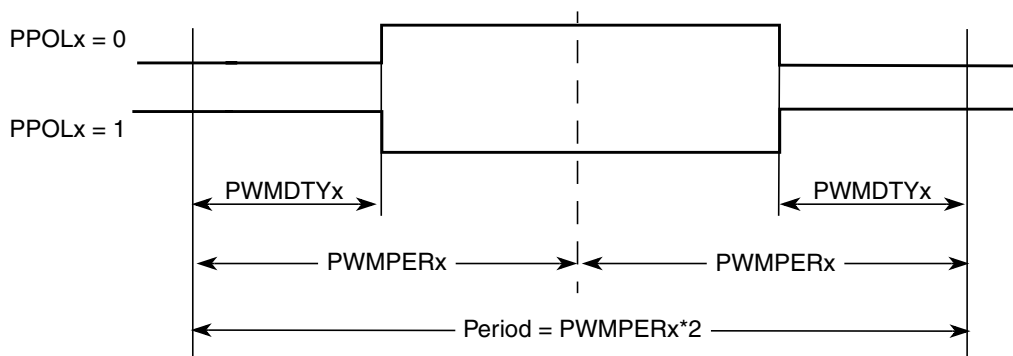 PPOLx = 0
PPOLx = 1
PWMDTYx
PWMDTYx
PWMPERx
PWMPERx
Period = PWMPERx*2